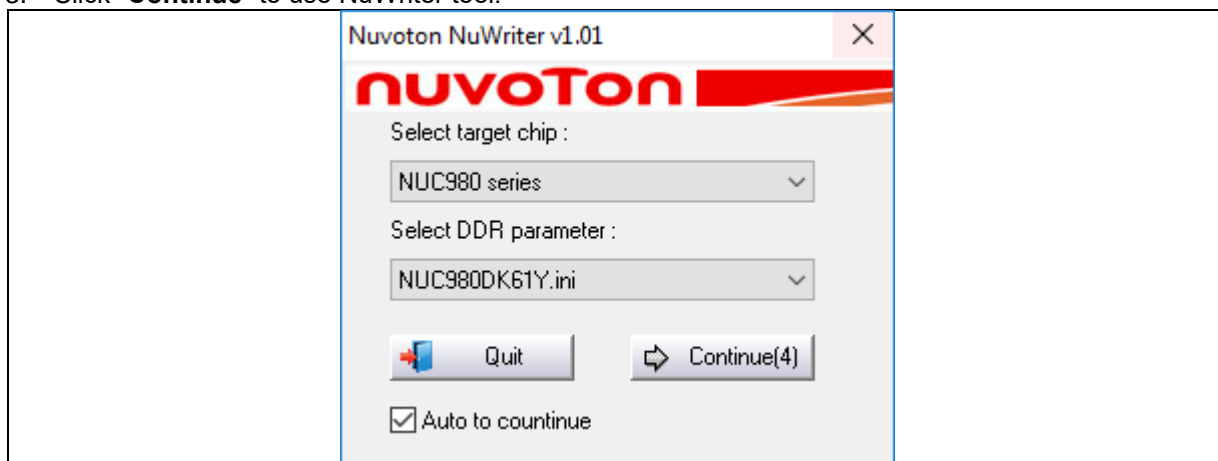 Click "Continue" to use NuWriter tool.
Nuvoton NuWriter v1.01
nuvoTon
Select target chip :
NUC980 series
Select DDR parameter :
NUC980DK61Y.ini
Quit
Continue(4)
Auto to countinue